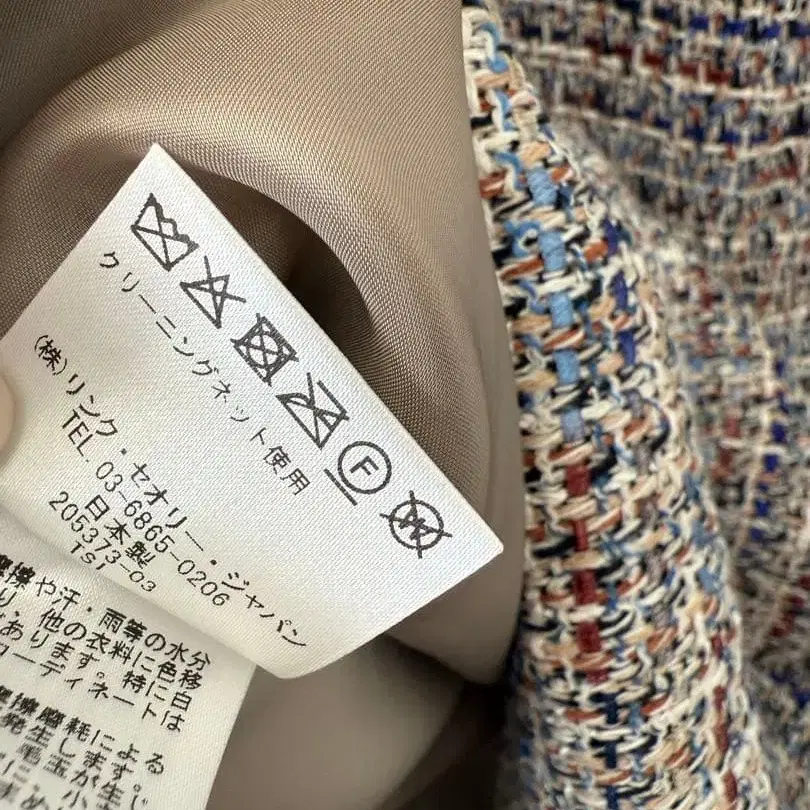 F
W
クリーニングネット使用
(株)リンク・セオリー・ジャパン
TEL. 03-6865-0206
日本製
205373-03
TS1
摩擦や汗・雨等の水分
他の衣料に色移
あります。特に白
コーディネートは
摩擦摩耗による
発生します。
毛玉が生じ